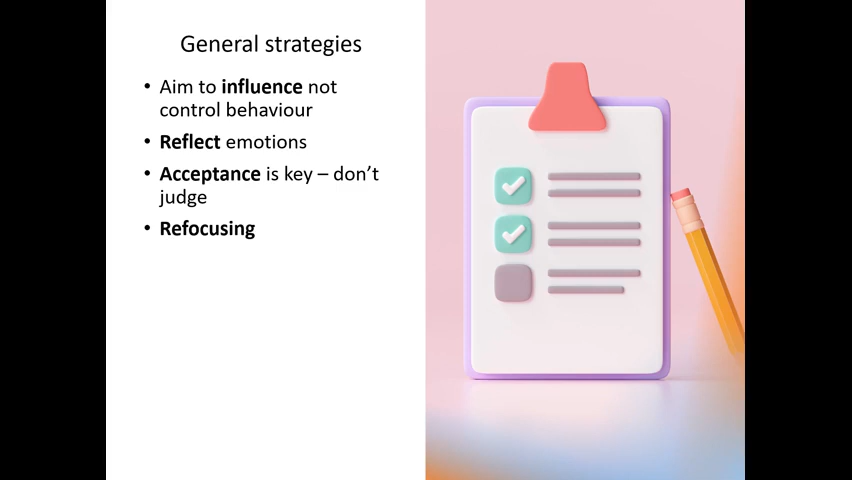 General strategies
• Aim to influence not
control behaviour
• Reflect emotions
• Acceptance is key – don’t
judge
• Refocusing